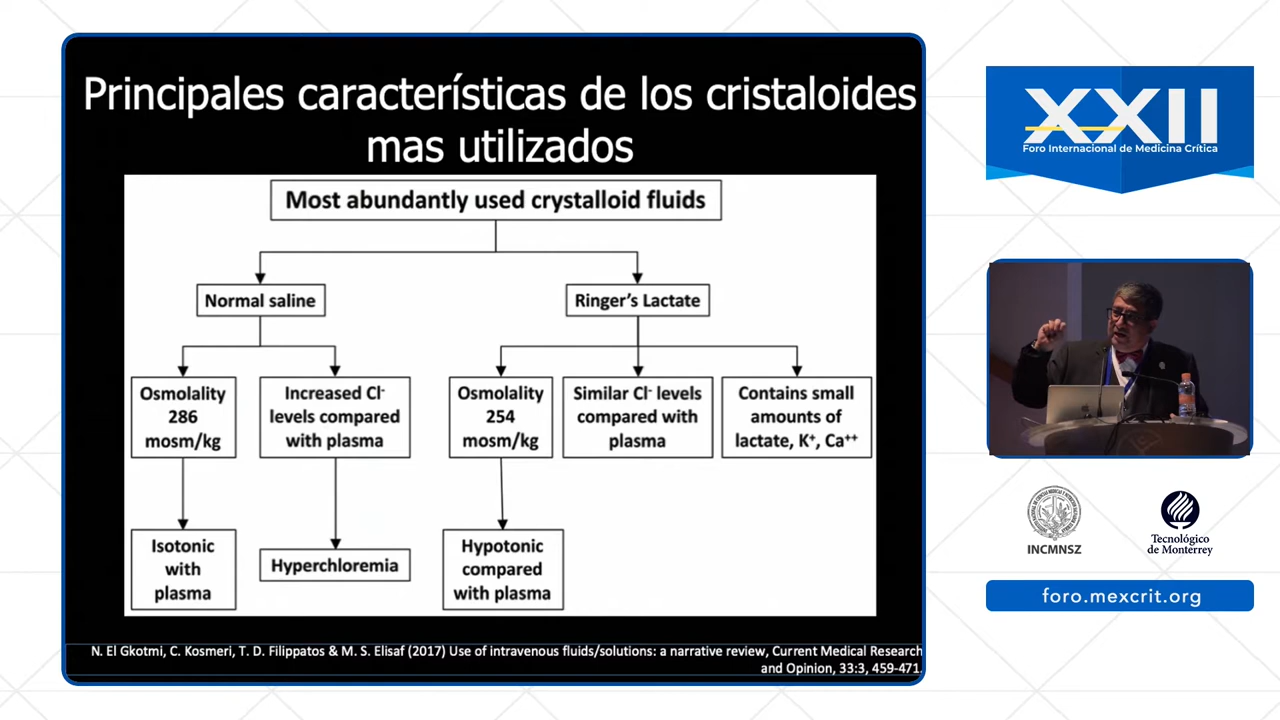 Principales características de los cristaloides
mas utilizados
Most abundantly used crystalloid fluids
Normal saline
Ringer's Lactate
Osmolality
286
mosm/kg
Increased Cl-
levels compared
with plasma
Osmolality
254
mosm/kg
Similar Cl- levels
compared with
plasma
Contains small
amounts of
lactate, K+, Ca++
Isotonic
with
plasma
Hyperchloremia
Hypotonic
compared
with plasma
N. El Gkotmi, C. Kosmeri, T. D. Filippatos & M. S. Elisaf (2017) Use of intravenous fluids/solutions: a narrative review, Current Medical Research
and Opinion, 33:3, 459-471.
XXII
Foro Internacional de Medicina Crítica
INCMNSZ
Tecnológico
de Monterrey
foro.mexcrit.org